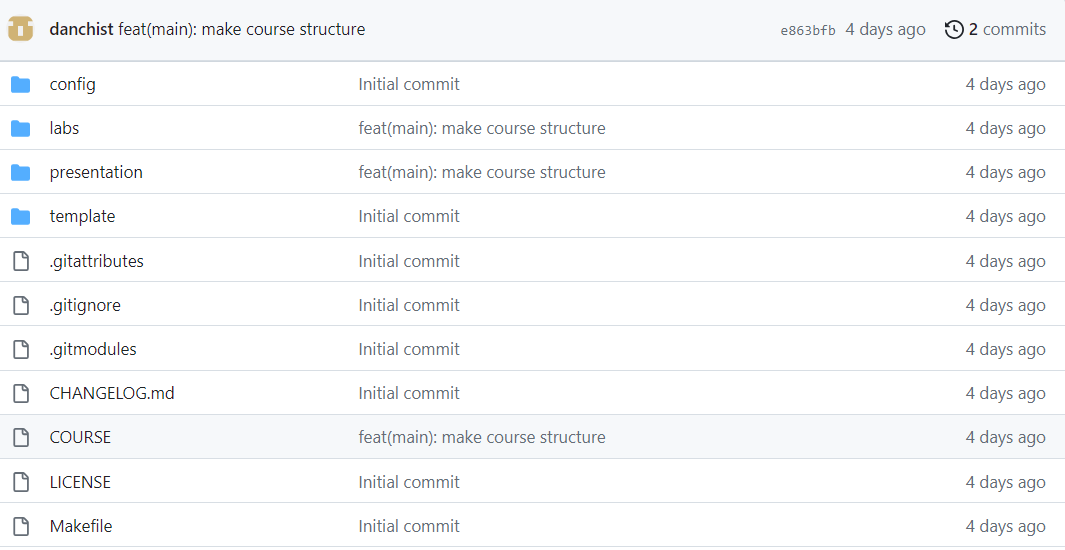 danchist feat(main): make course structure e863bfb 4 days ago 2 commits
config Initial commit 4 days ago
labs feat(main): make course structure 4 days ago
presentation feat(main): make course structure 4 days ago
template Initial commit 4 days ago
.gitattributes Initial commit 4 days ago
.gitignore Initial commit 4 days ago
.gitmodules Initial commit 4 days ago
CHANGELOG.md Initial commit 4 days ago
COURSE feat(main): make course structure 4 days ago
LICENSE Initial commit 4 days ago
Makefile Initial commit 4 days ago